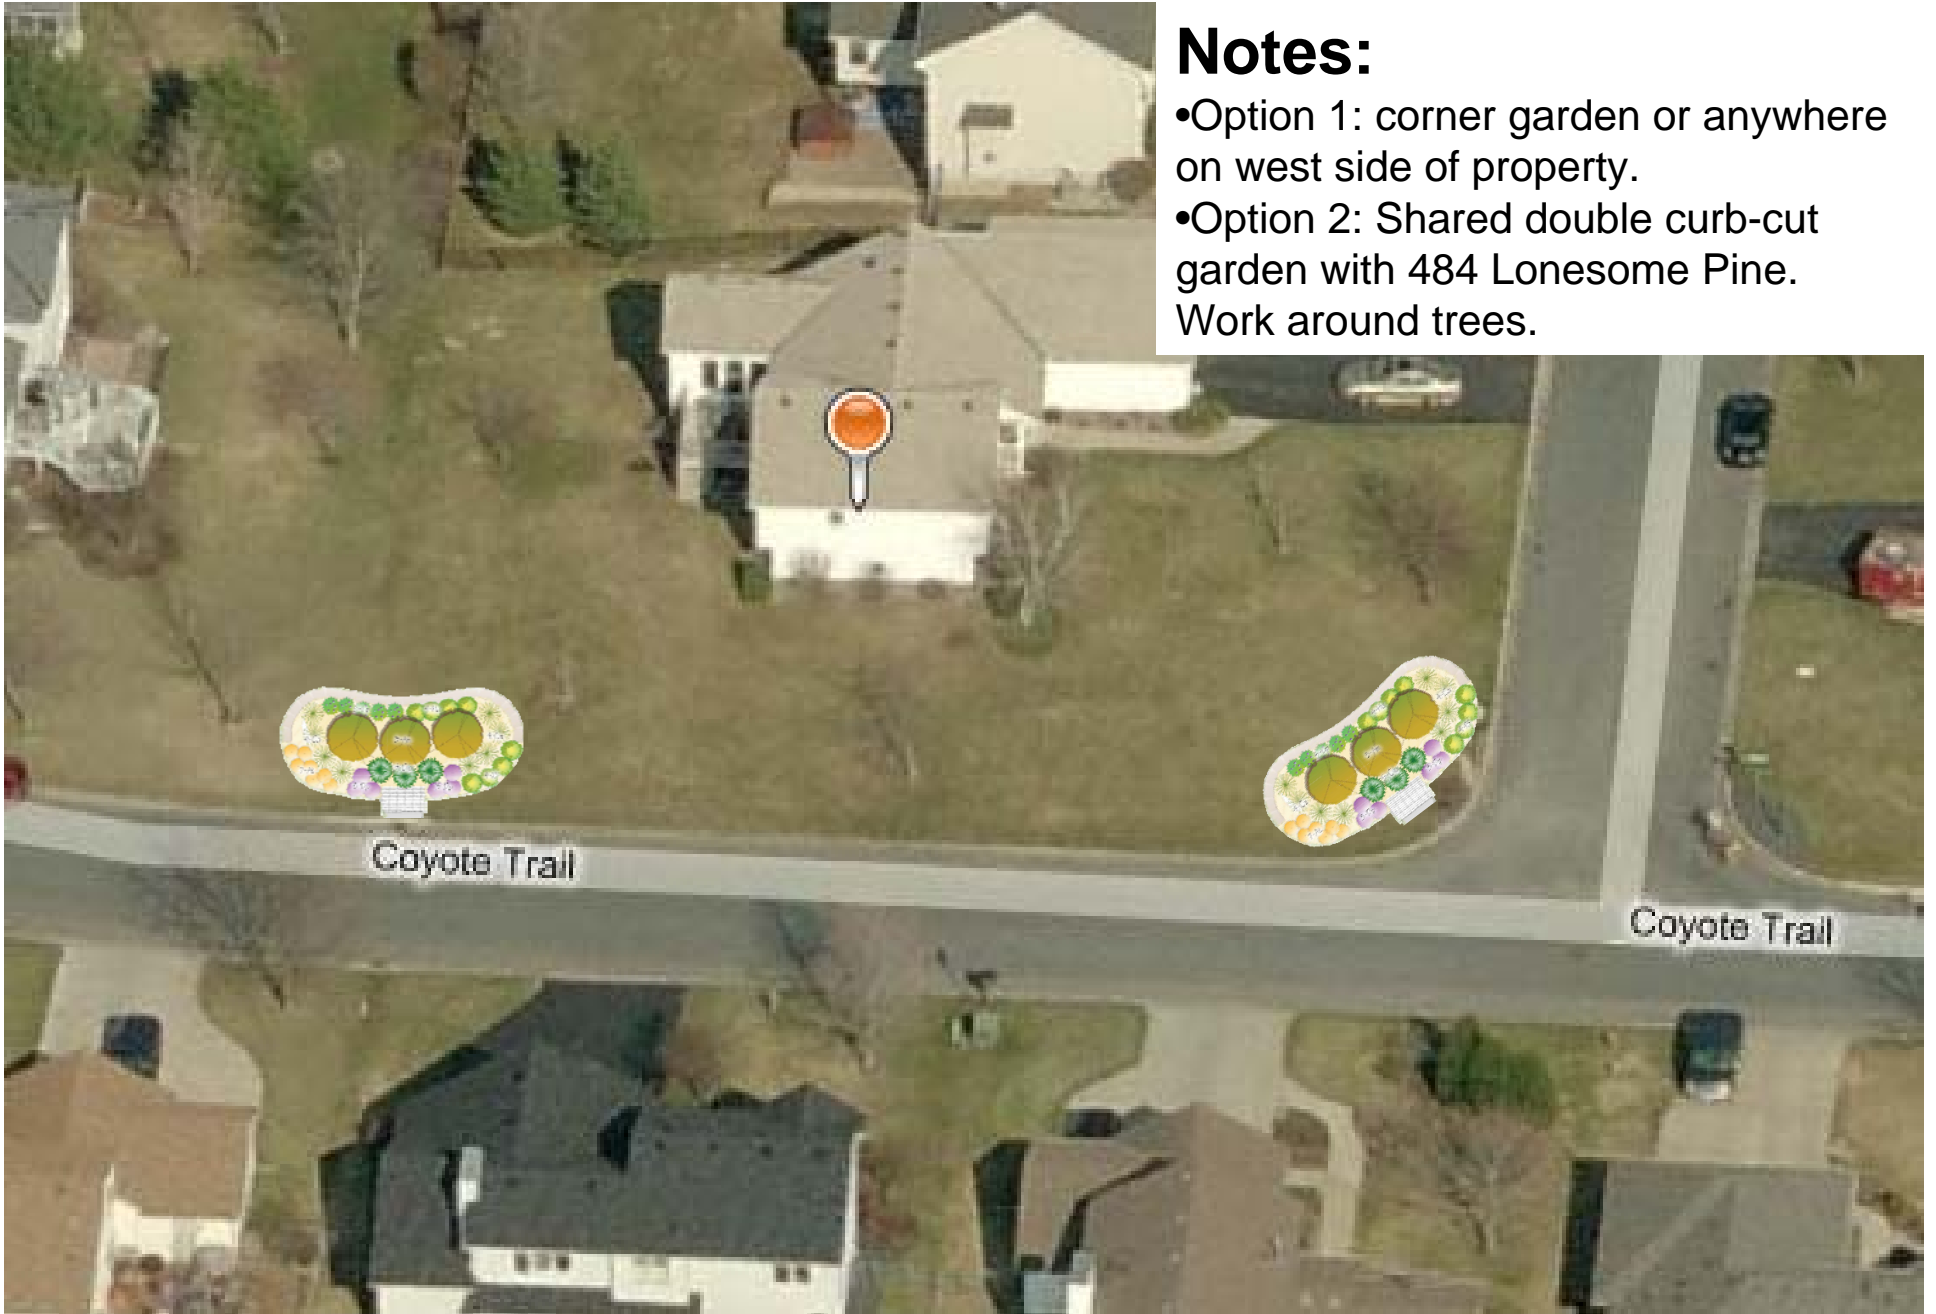 Notes:
•Option 1: corner garden or anywhere
on west side of property.
•Option 2: Shared double curb-cut
garden with 484 Lonesome Pine.
Work around trees.
Coyote Trail
Coyote Trail